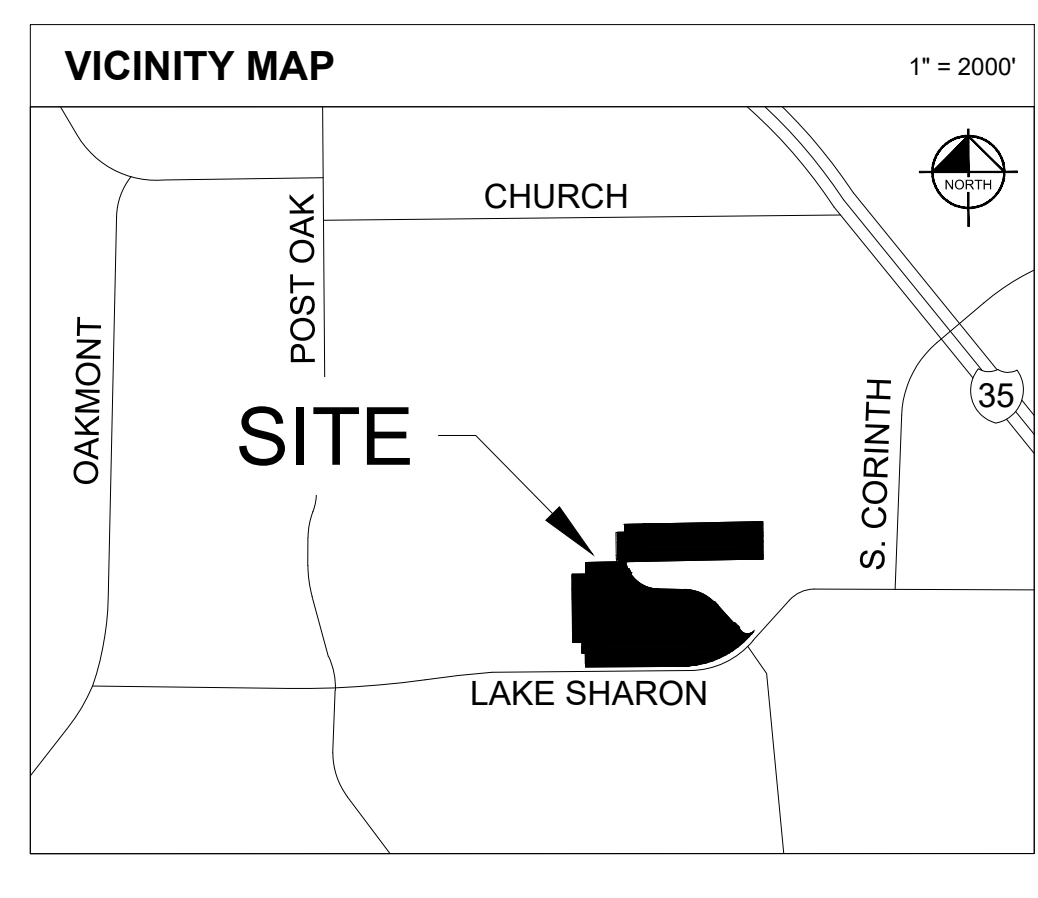 VICINITY MAP
1" = 2000'
NORTH
CHURCH
POST OAK
OAKMONT
35
S. CORINTH
SITE
LAKE SHARON